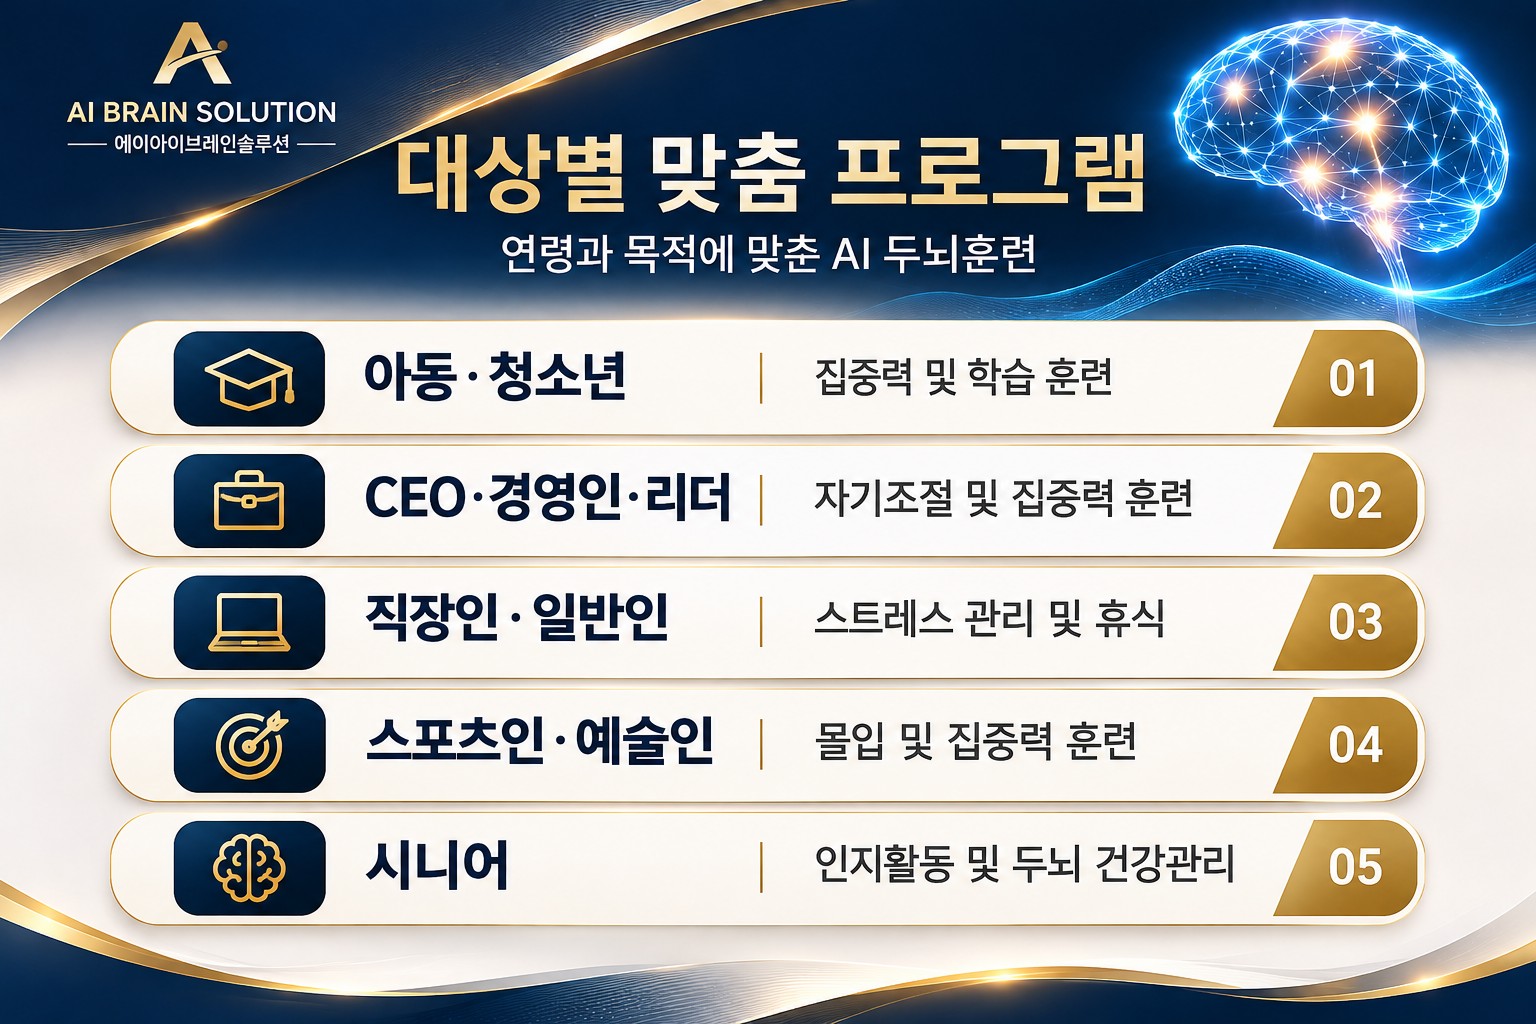 AI BRAIN SOLUTION
에이아이브레인솔루션
대상별 맞춤 프로그램
연령과 목적에 맞춘 AI 두뇌훈련
아동·청소년 집중력 및 학습 훈련 01
CEO·경영인·리더 자기조절 및 집중력 훈련 02
직장인·일반인 스트레스 관리 및 휴식 03
스포츠인·예술인 몰입 및 집중력 훈련 04
시니어 인지활동 및 두뇌 건강관리 05